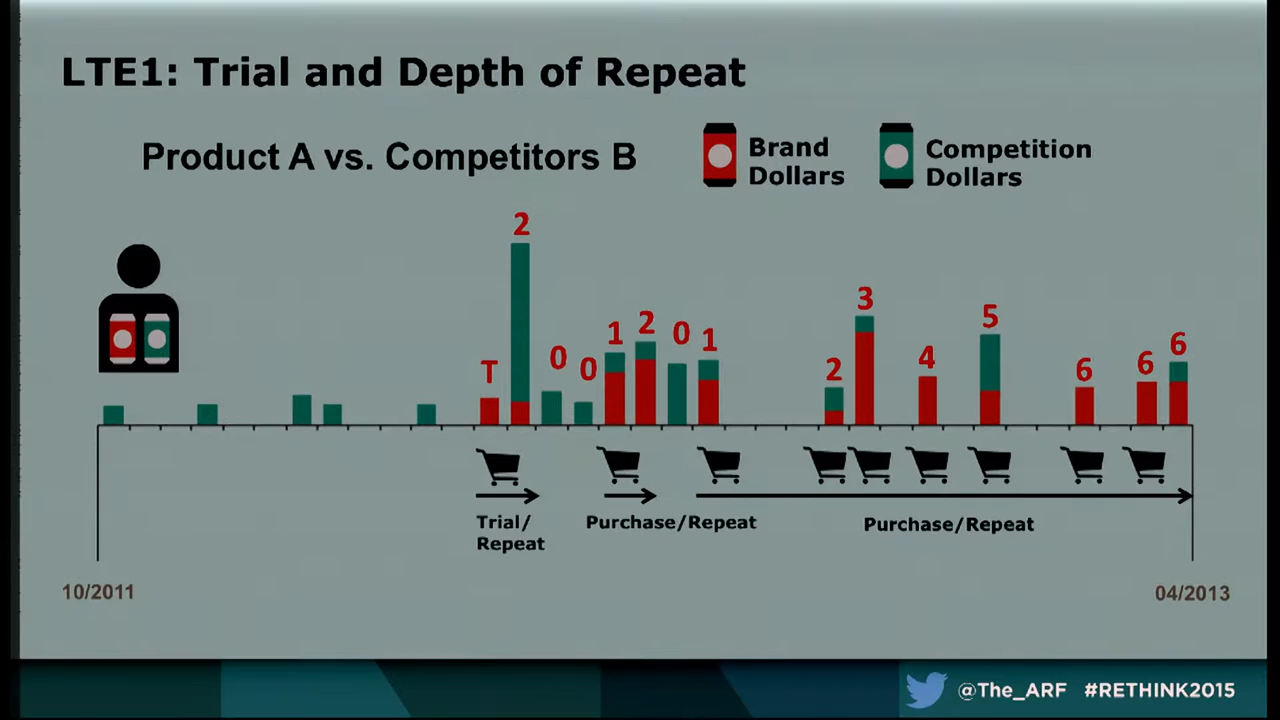 LTE1: Trial and Depth of Repeat
Product A vs. Competitors B
Brand
Dollars
Competition
Dollars
T
2
0
0
1
2
0
1
2
3
4
5
6
6
6
Trial/
Repeat
Purchase/Repeat
Purchase/Repeat
10/2011
04/2013
@The_ARF #RETHINK2015